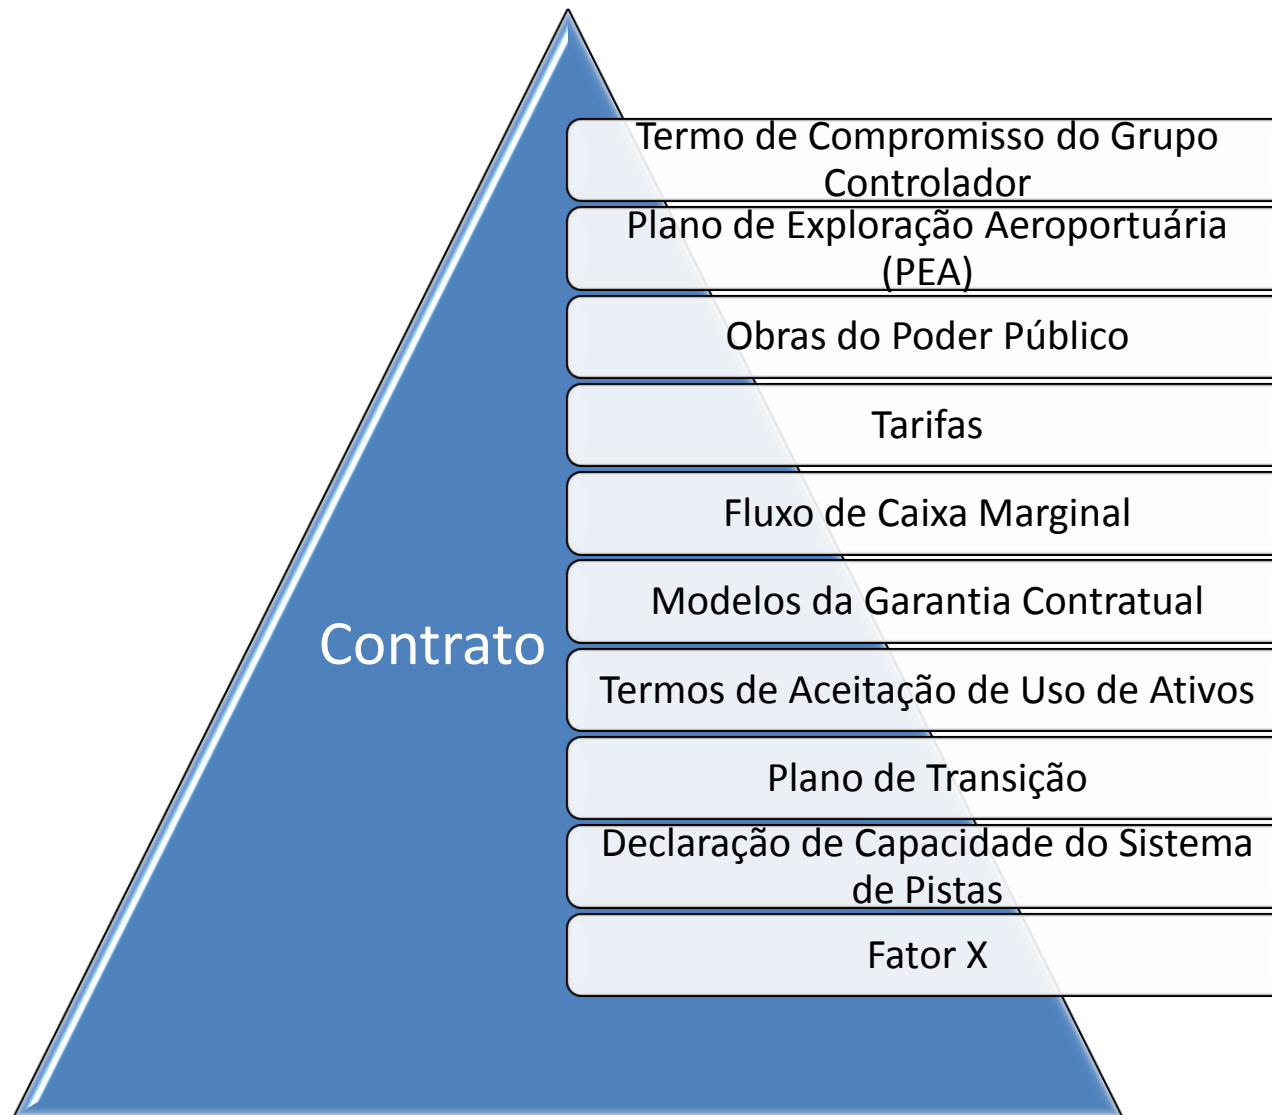 Termo de Compromisso do Grupo
Controlador
Plano de Exploração Aeroportuária
(PEA)
Obras do Poder Público
Tarifas
Fluxo de Caixa Marginal
Modelos da Garantia Contratual
Contrato
Termos de Aceitação de Uso de Ativos
Plano de Transição
Declaração de Capacidade do Sistema
de Pistas
Fator X